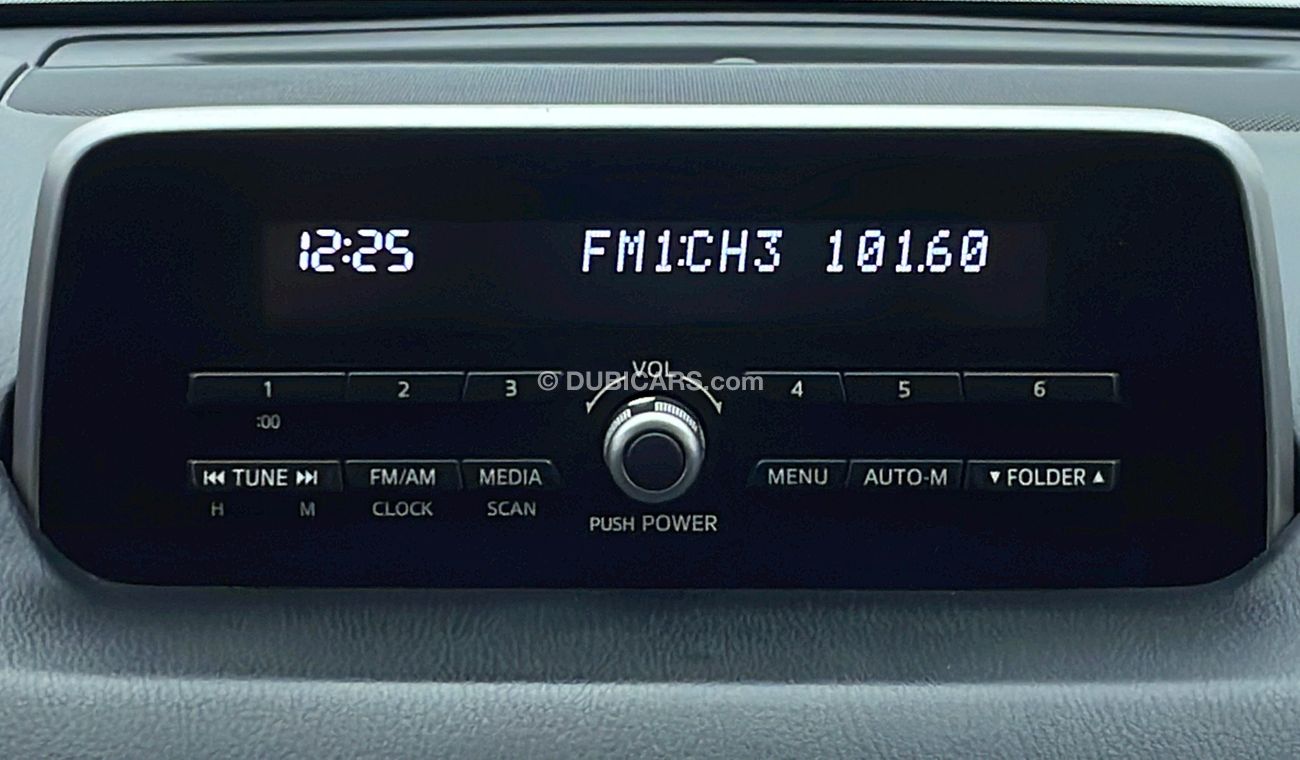 12:25 FM1:CH3 101.60
VOL
1 2 3 © DUBICARS.com 4 5 6
:00
⏮ TUNE ⏭ FM/AM MEDIA MENU AUTO-M ▼ FOLDER ▲
H M CLOCK SCAN
PUSH POWER